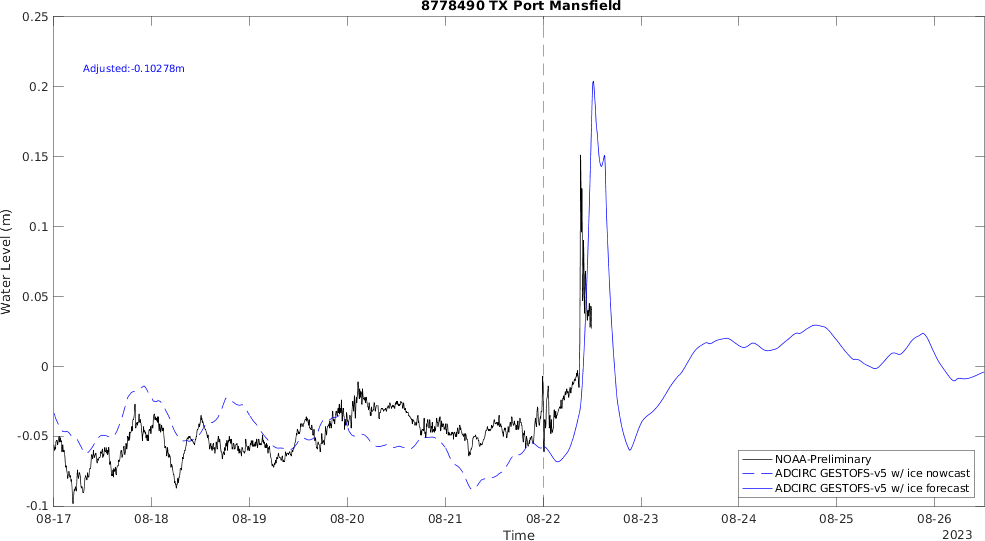 8778490 TX Port Mansfield
Adjusted:-0.10278m
Water Level (m)
0.25
0.2
0.15
0.1
0.05
0
-0.05
-0.1
08-17 08-18 08-19 08-20 08-21 08-22 08-23 08-24 08-25 08-26
Time
2023
NOAA-Preliminary
ADCIRC GESTOFS-v5 w/ ice nowcast
ADCIRC GESTOFS-v5 w/ ice forecast